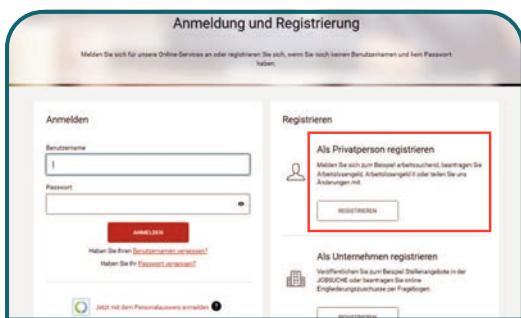 Anmeldung und Registrierung
Melden Sie sich für unsere Online-Services an oder registrieren Sie sich, wenn Sie noch keinen Benutzernamen und kein Passwort
haben.
Anmelden
Benutzername
Passwort
ANMELDEN
Haben Sie Ihren Benutzernamen vergessen?
Haben Sie Ihr Passwort vergessen?
Jetzt mit dem Personalausweis anmelden ?
Registrieren
Als Privatperson registrieren
Melden Sie sich zum Beispiel arbeitsuchend, beantragen Sie
Arbeitslosengeld, Arbeitslosengeld II oder teilen Sie uns
Änderungen mit.
REGISTRIEREN
Als Unternehmen registrieren
Veröffentlichen Sie zum Beispiel Stellenangebote in der
JOBSUCHE oder beantragen Sie online
Eingliederungszuschüsse per Fragebogen.
REGISTRIEREN